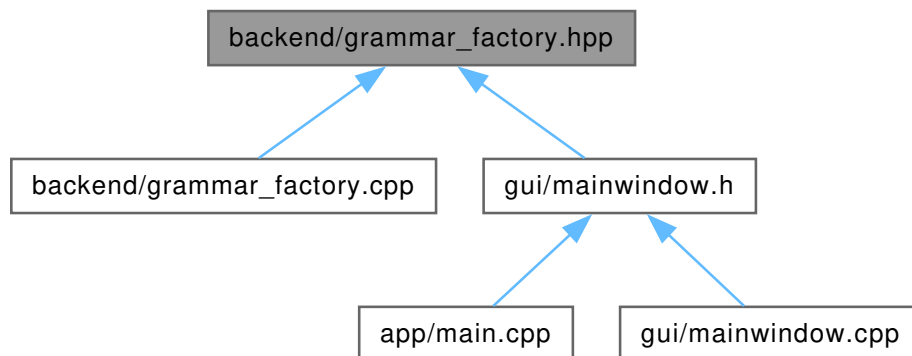 backend/grammar_factory.hpp
backend/grammar_factory.cpp
gui/mainwindow.h
app/main.cpp
gui/mainwindow.cpp